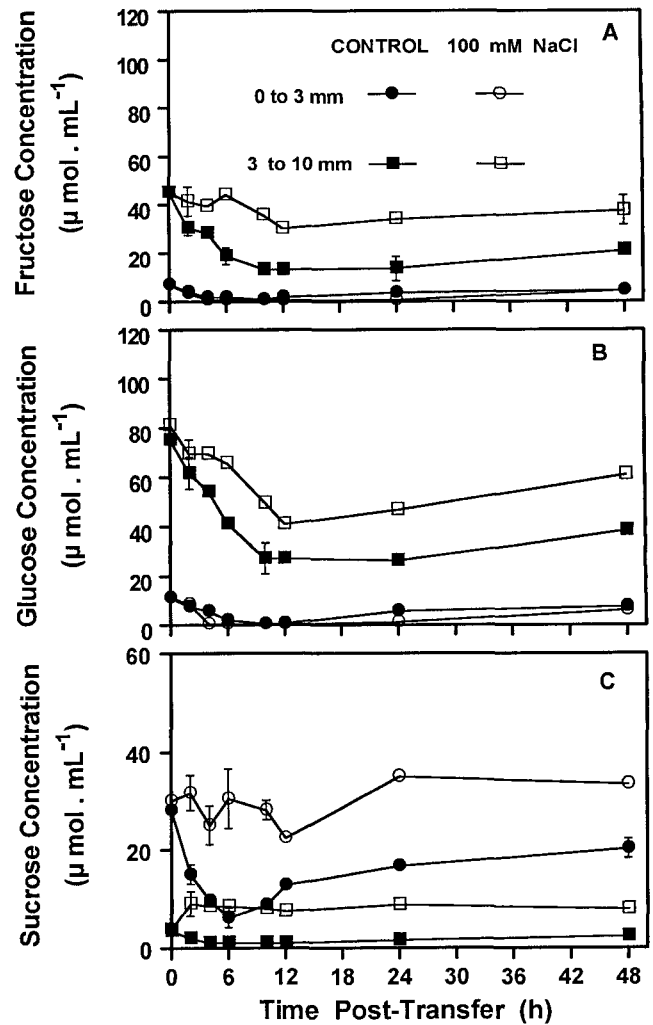 A
CONTROL 100 mM NaCl
0 to 3 mm
3 to 10 mm
Fructose Concentration
(µ mol . mL⁻¹)
120
100
80
60
40
20
0
B
Glucose Concentration
(µ mol . mL⁻¹)
120
100
80
60
40
20
0
C
Sucrose Concentration
(µ mol . mL⁻¹)
60
40
20
0
0 6 12 18 24 30 36 42 48
Time Post-Transfer (h)